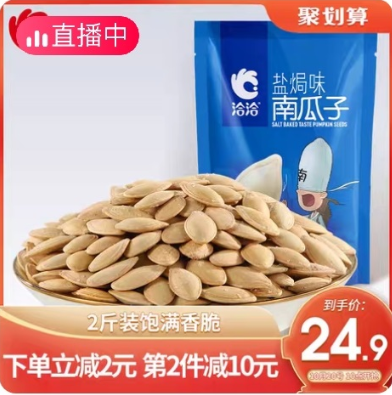 直播中
聚划算
洽洽
盐焗味
南瓜子
SALT BAKED TASTE PUMPKIN SEEDS
南
2斤装饱满香脆
下单立减2元 第2件减10元
到手价:
24.9